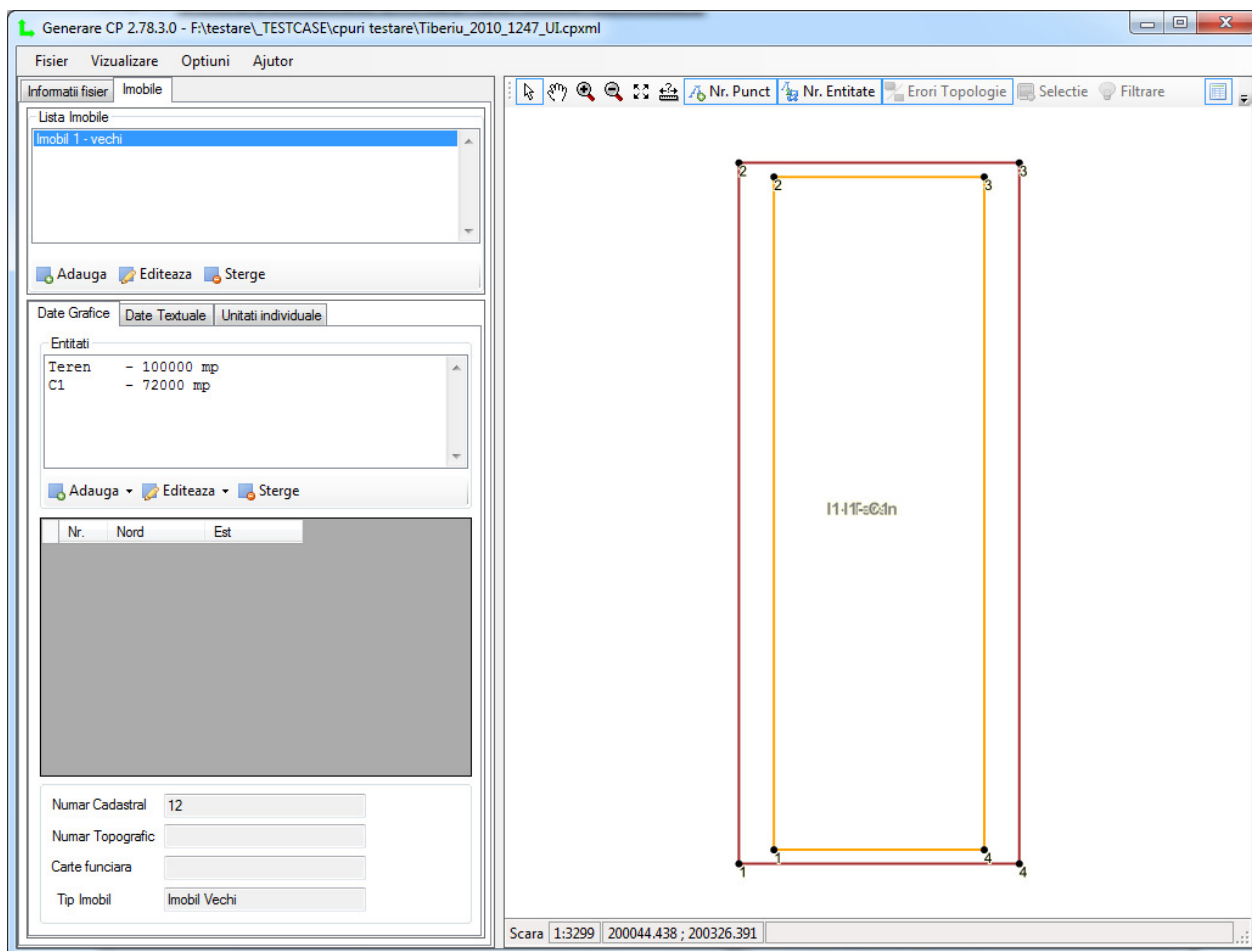 Generare CP 2.78.3.0 - F:\testare\_TESTCASE\cpuri testare\Tiberiu_2010_1247_UI.cpxml
Fisier Vizualizare Optiuni Ajutor
Informatii fisier Imobile
Nr. Punct Nr. Entitate Erori Topologie Selectie Filtrare
Lista Imobile
Imobil 1 - vechi
Adauga Editeaza Sterge
Date Grafice Date Textuale Unitati individuale
Entitati
Teren - 100000 mp
C1 - 72000 mp
Adauga Editeaza Sterge
Nr. Nord Est
Numar Cadastral 12
Numar Topografic
Carte funciara
Tip Imobil Imobil Vechi
2 3
2 3
1 4
1 4
Scara 1:3299 200044.438 ; 200326.391